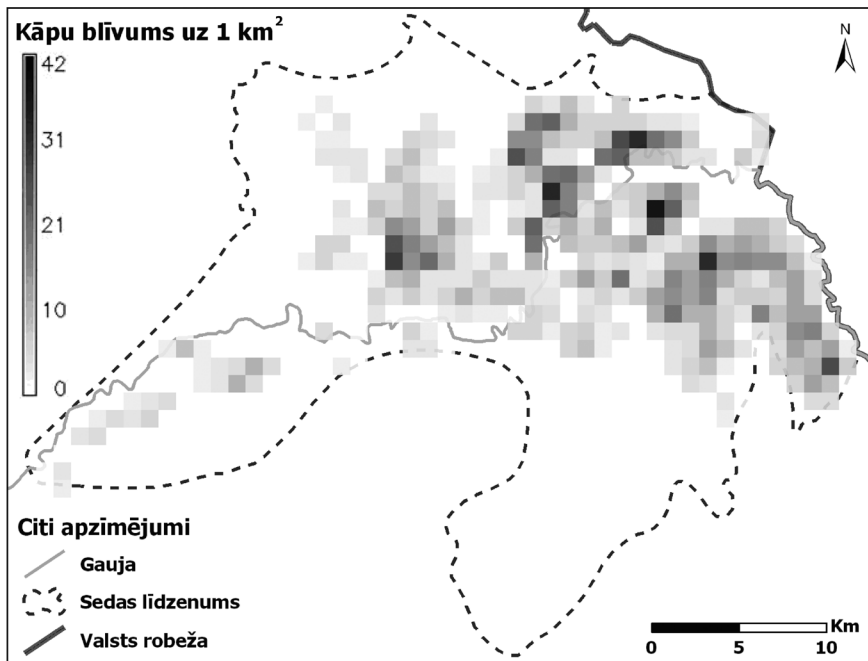 Kāpu blīvums uz 1 km²
42
31
21
10
0
N
Citi apzīmējumi
Gauja
Sedas līdzenums
Valsts robeža
Km
0 5 10